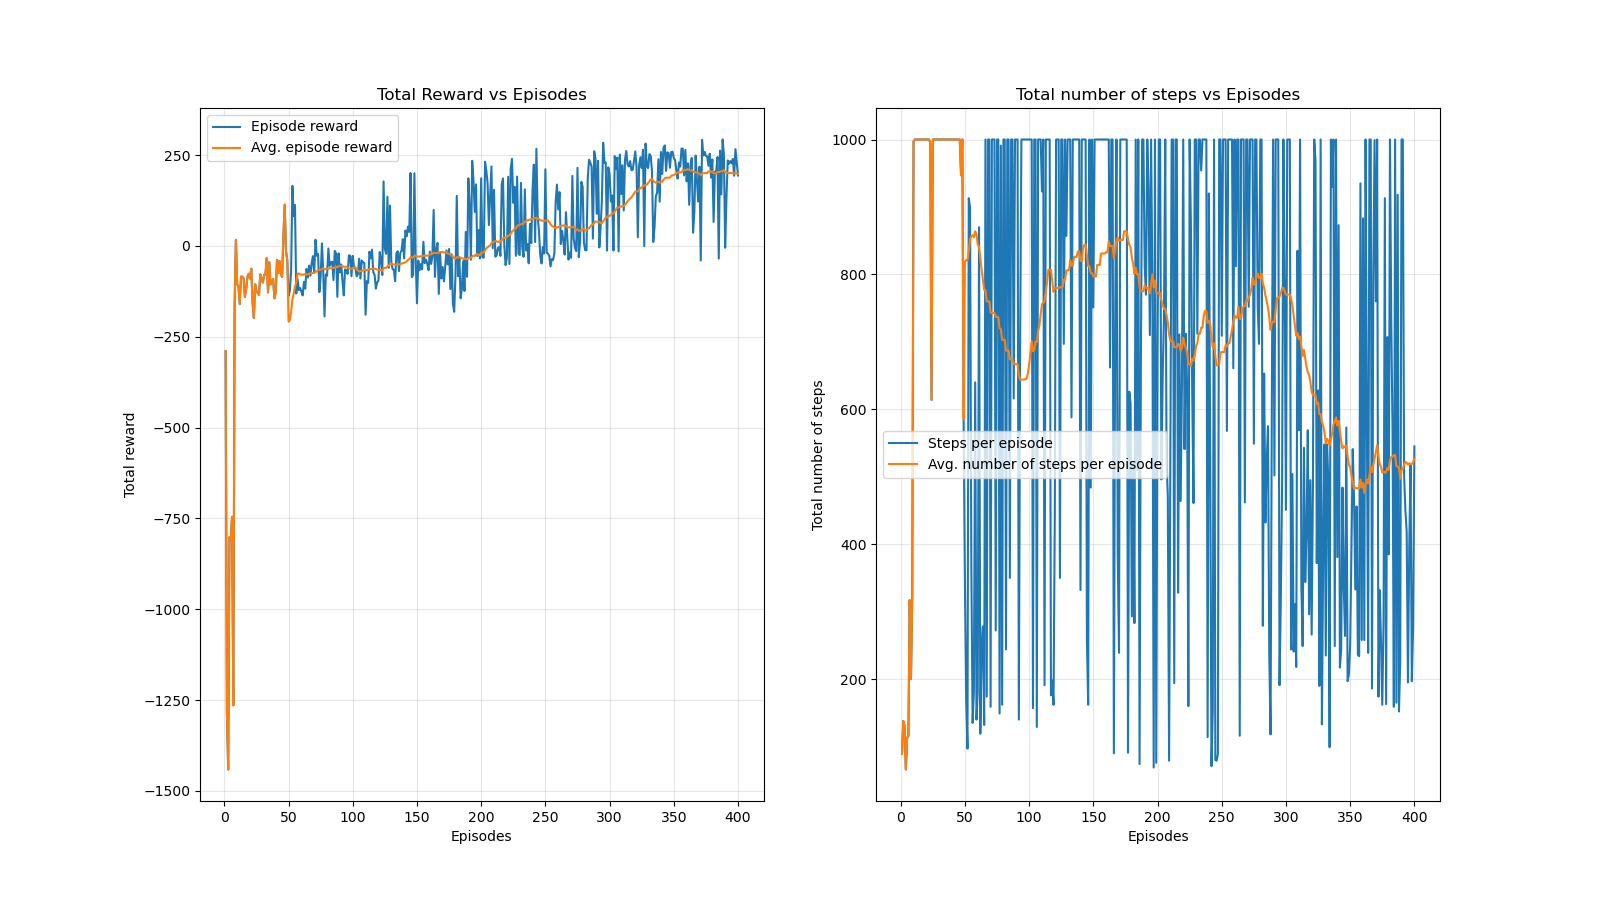 Total Reward vs Episodes
Episode reward
Avg. episode reward
250
0
−250
−500
−750
−1000
−1250
−1500
Total reward
0 50 100 150 200 250 300 350 400
Episodes
Total number of steps vs Episodes
1000
800
600
400
200
Steps per episode
Avg. number of steps per episode
Total number of steps
0 50 100 150 200 250 300 350 400
Episodes